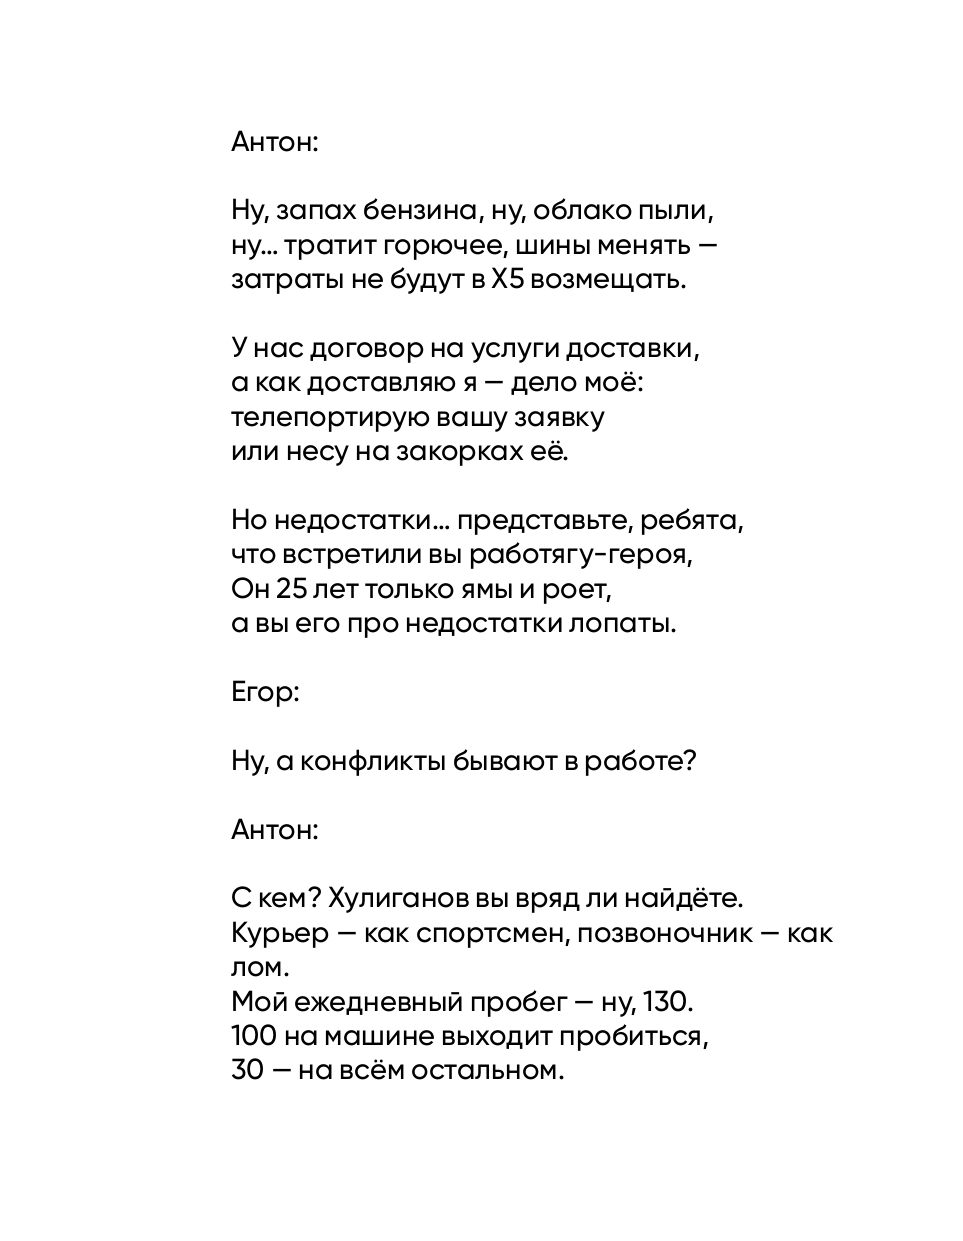 Антон:
Ну, запах бензина, ну, облако пыли,
ну... тратит горючее, шины менять —
затраты не будут в X5 возмещать.
У нас договор на услуги доставки,
а как доставляю я — дело моё:
телепортирую вашу заявку
или несу на закорках её.
Но недостатки... представьте, ребята,
что встретили вы работягу-героя,
Он 25 лет только ямы и роет,
а вы его про недостатки лопаты.
Егор:
Ну, а конфликты бывают в работе?
Антон:
С кем? Хулиганов вы вряд ли найдёте.
Курьер — как спортсмен, позвоночник — как
лом.
Мой ежедневный пробег — ну, 130.
100 на машине выходит пробиться,
30 — на всём остальном.